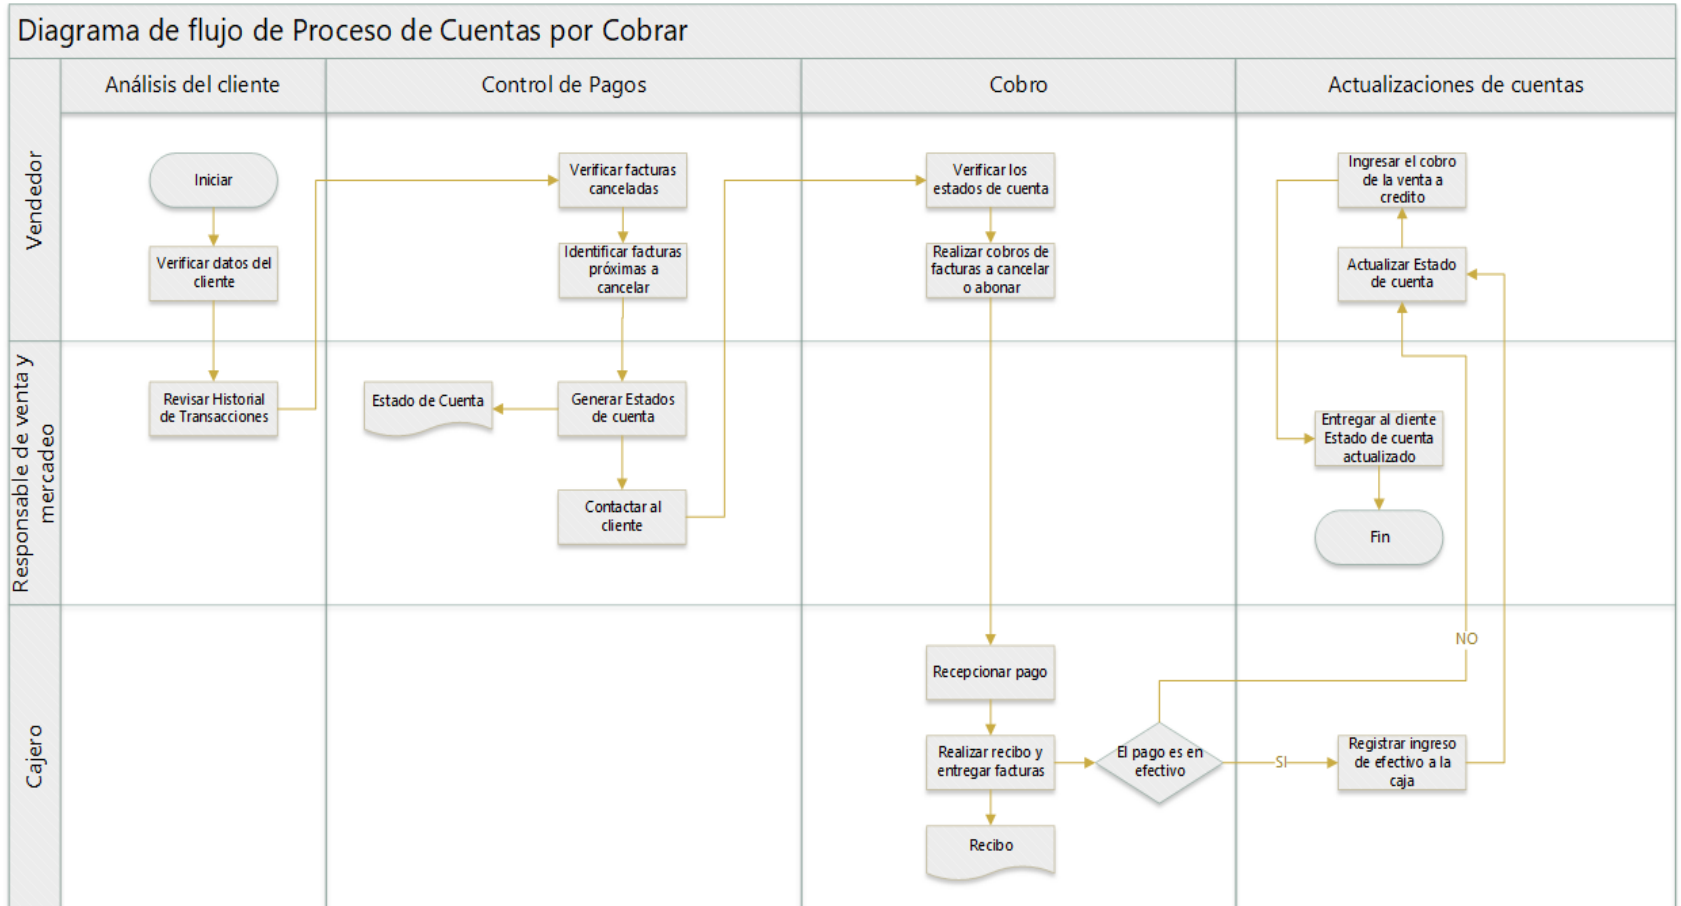 Diagrama de flujo de Proceso de Cuentas por Cobrar
Análisis del cliente
Control de Pagos
Cobro
Actualizaciones de cuentas
Vendedor
Iniciar
Verificar datos del
cliente
Verificar facturas
canceladas
Identificar facturas
próximas a
cancelar
Verificar los
estados de cuenta
Realizar cobros de
facturas a cancelar
o abonar
Ingresar el cobro
de la venta a
credito
Actualizar Estado
de cuenta
Responsable de venta y
mercadeo
Revisar Historial
de Transacciones
Estado de Cuenta
Generar Estados
de cuenta
Contactar al
cliente
Entregar al cliente
Estado de cuenta
actualizado
Fin
Cajero
Recepcionar pago
Realizar recibo y
entregar facturas
Recibo
El pago es en
efectivo
NO
SI
Registrar ingreso
de efectivo a la
caja